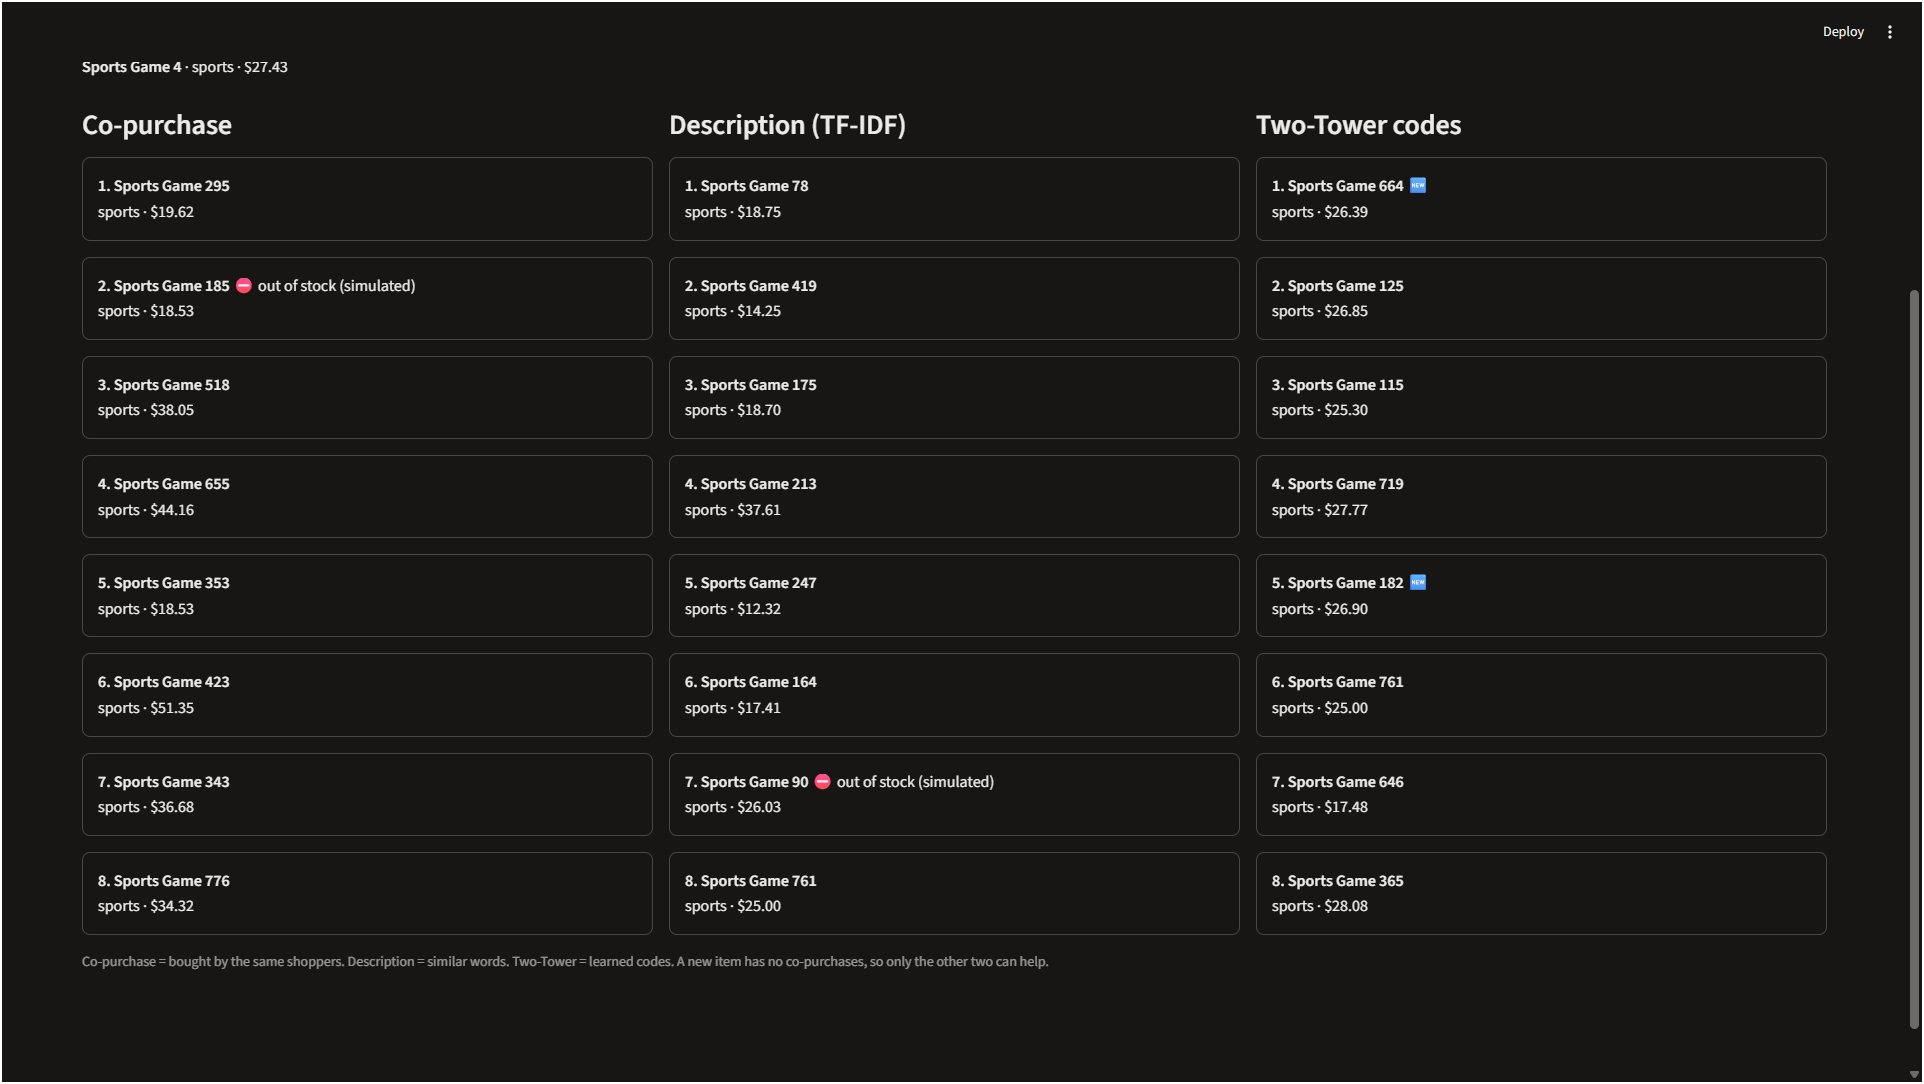 Deploy
Sports Game 4 · sports · $27.43
Co-purchase
1. Sports Game 295
sports · $19.62
2. Sports Game 185 ⛔ out of stock (simulated)
sports · $18.53
3. Sports Game 518
sports · $38.05
4. Sports Game 655
sports · $44.16
5. Sports Game 353
sports · $18.53
6. Sports Game 423
sports · $51.35
7. Sports Game 343
sports · $36.68
8. Sports Game 776
sports · $34.32
Description (TF-IDF)
1. Sports Game 78
sports · $18.75
2. Sports Game 419
sports · $14.25
3. Sports Game 175
sports · $18.70
4. Sports Game 213
sports · $37.61
5. Sports Game 247
sports · $12.32
6. Sports Game 164
sports · $17.41
7. Sports Game 90 ⛔ out of stock (simulated)
sports · $26.03
8. Sports Game 761
sports · $25.00
Two-Tower codes
1. Sports Game 664 🆕
sports · $26.39
2. Sports Game 125
sports · $26.85
3. Sports Game 115
sports · $25.30
4. Sports Game 719
sports · $27.77
5. Sports Game 182 🆕
sports · $26.90
6. Sports Game 761
sports · $25.00
7. Sports Game 646
sports · $17.48
8. Sports Game 365
sports · $28.08
Co-purchase = bought by the same shoppers. Description = similar words. Two-Tower = learned codes. A new item has no co-purchases, so only the other two can help.